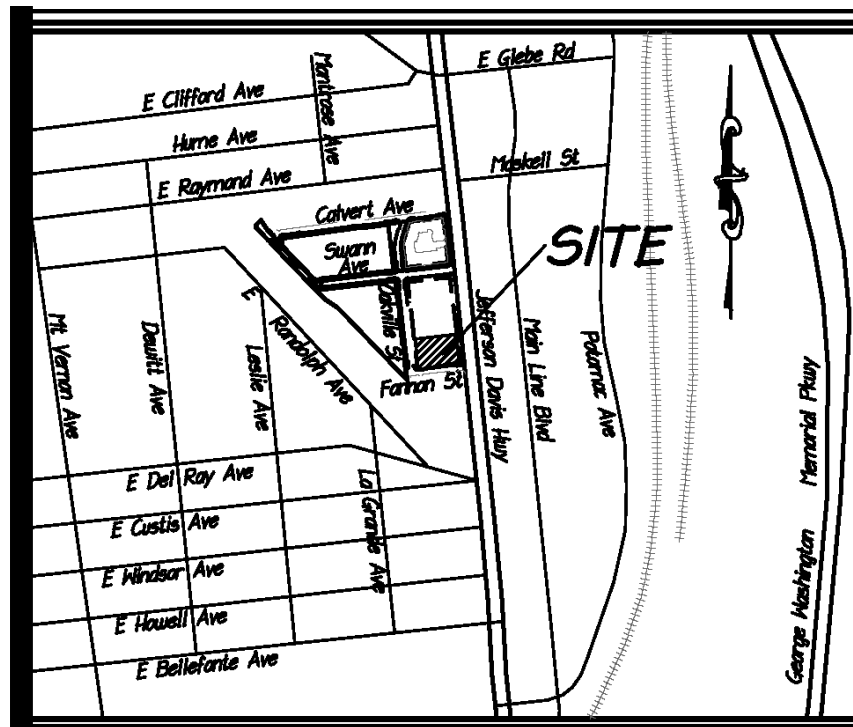 E Glebe Rd
Montrose Ave
E Clifford Ave
Hume Ave
Maskell St
E Raymond Ave
Calvert Ave
SITE
Swann
Ave
E Randolph Ave
Oakville St
Jefferson Davis Hwy
Main Line Blvd
Potomac Ave
Mt. Vernon Ave
Dewitt Ave
Leslie Ave
Fannon St
George Washington Memorial Pkwy
E Del Ray Ave
La Grande Ave
E Custis Ave
E Windsor Ave
E Howell Ave
E Bellefonte Ave